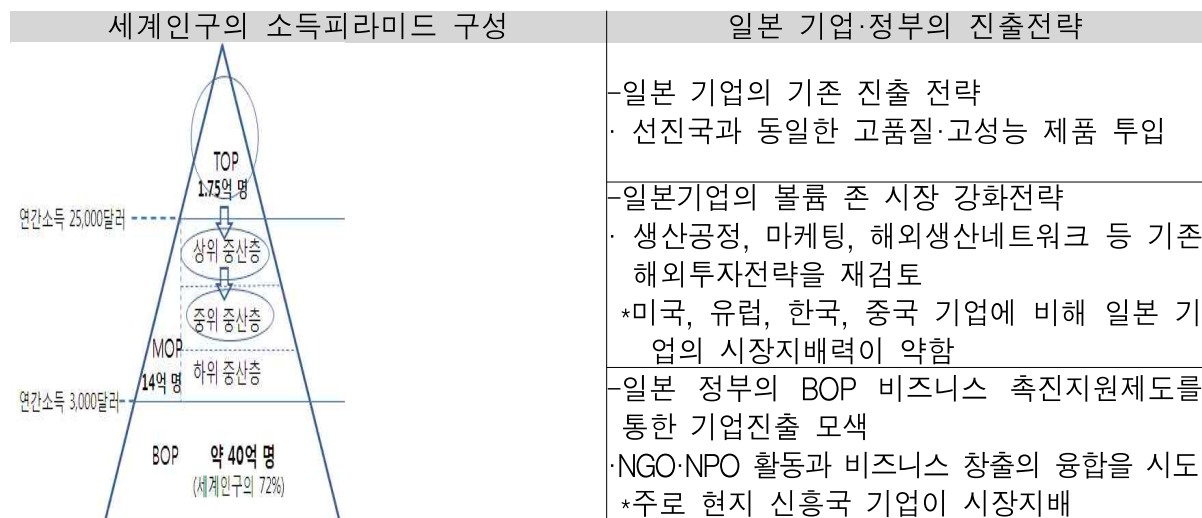 세계인구의 소득피라미드 구성
일본 기업·정부의 진출전략
TOP
1.75억 명
연간소득 25,000달러
상위 중산층
중위 중산층
MOP
14억 명
하위 중산층
연간소득 3,000달러
BOP 약 40억 명
(세계인구의 72%)
-일본 기업의 기존 진출 전략
· 선진국과 동일한 고품질·고성능 제품 투입
-일본기업의 볼륨 존 시장 강화전략
· 생산공정, 마케팅, 해외생산네트워크 등 기존
해외투자전략을 재검토
*미국, 유럽, 한국, 중국 기업에 비해 일본 기
업의 시장지배력이 약함
-일본 정부의 BOP 비즈니스 촉진지원제도를
통한 기업진출 모색
·NGO·NPO 활동과 비즈니스 창출의 융합을 시도
*주로 현지 신흥국 기업이 시장지배